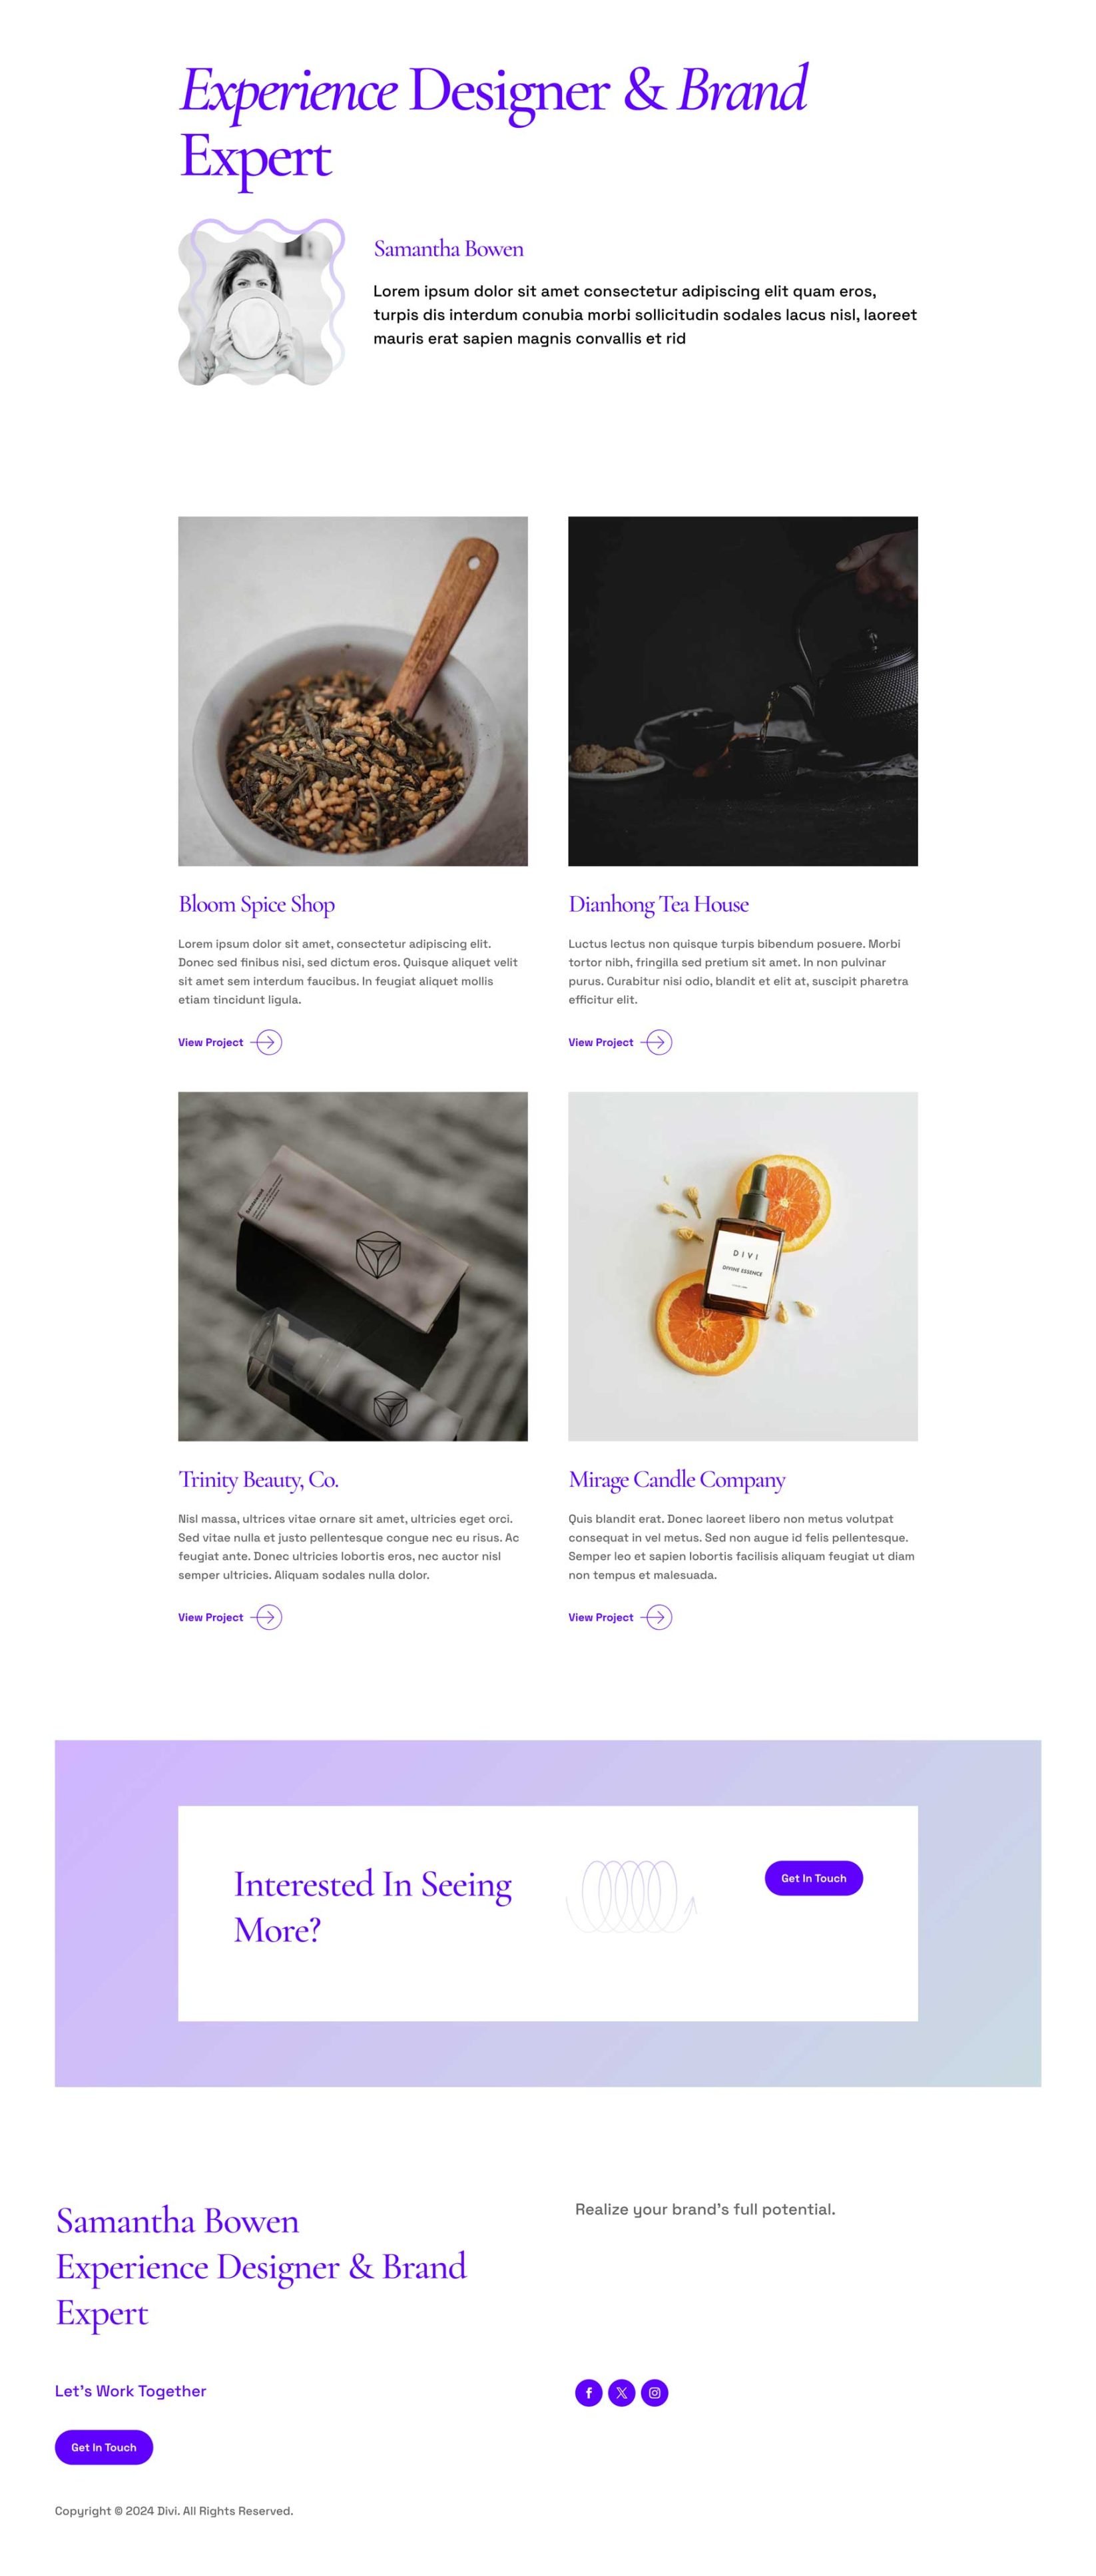 Experience Designer & Brand
Expert
Samantha Bowen
Lorem ipsum dolor sit amet consectetur adipiscing elit quam eros,
turpis dis interdum conubia morbi sollicitudin sodales lacus nisl, laoreet
mauris erat sapien magnis convallis et rid
Bloom Spice Shop
Lorem ipsum dolor sit amet, consectetur adipiscing elit.
Donec sed finibus nisi, sed dictum eros. Quisque aliquet velit
sit amet sem interdum faucibus. In feugiat aliquet mollis
etiam tincidunt ligula.
View Project
Dianhong Tea House
Luctus lectus non quisque turpis bibendum posuere. Morbi
tortor nibh, fringilla sed pretium sit amet. In non pulvinar
purus. Curabitur nisi odio, blandit et elit at, suscipit pharetra
efficitur elit.
View Project
DIVI
DIVINE ESSENCE
Trinity Beauty, Co.
Nisl massa, ultrices vitae ornare sit amet, ultricies eget orci.
Sed vitae nulla et justo pellentesque congue nec eu risus. Ac
feugiat ante. Donec ultricies lobortis eros, nec auctor nisl
semper ultricies. Aliquam sodales nulla dolor.
View Project
Mirage Candle Company
Quis blandit erat. Donec laoreet libero non metus volutpat
consequat in vel metus. Sed non augue id felis pellentesque.
Semper leo et sapien lobortis facilisis aliquam feugiat ut diam
non tempus et malesuada.
View Project
Interested In Seeing
More?
Get In Touch
Samantha Bowen
Experience Designer & Brand
Expert
Realize your brand's full potential.
Let's Work Together
Get In Touch
Copyright © 2024 Divi. All Rights Reserved.